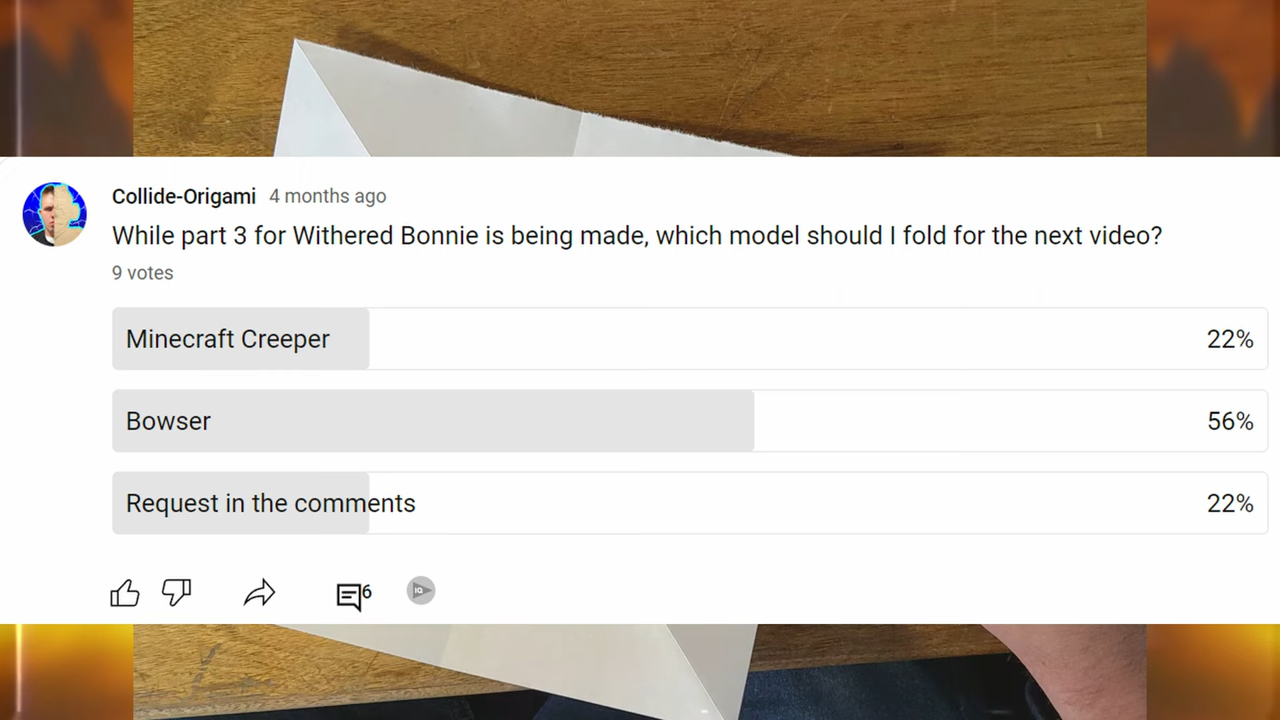 Collide-Origami 4 months ago
While part 3 for Withered Bonnie is being made, which model should I fold for the next video?
9 votes
Minecraft Creeper 22%
Bowser 56%
Request in the comments 22%
6
IQ